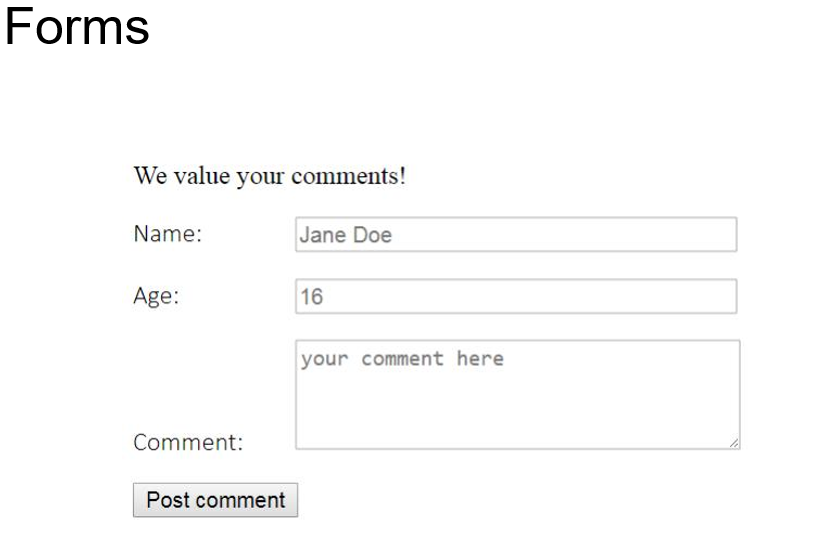 Forms
We value your comments!
Name: Jane Doe
Age: 16
your comment here
Comment:
Post comment